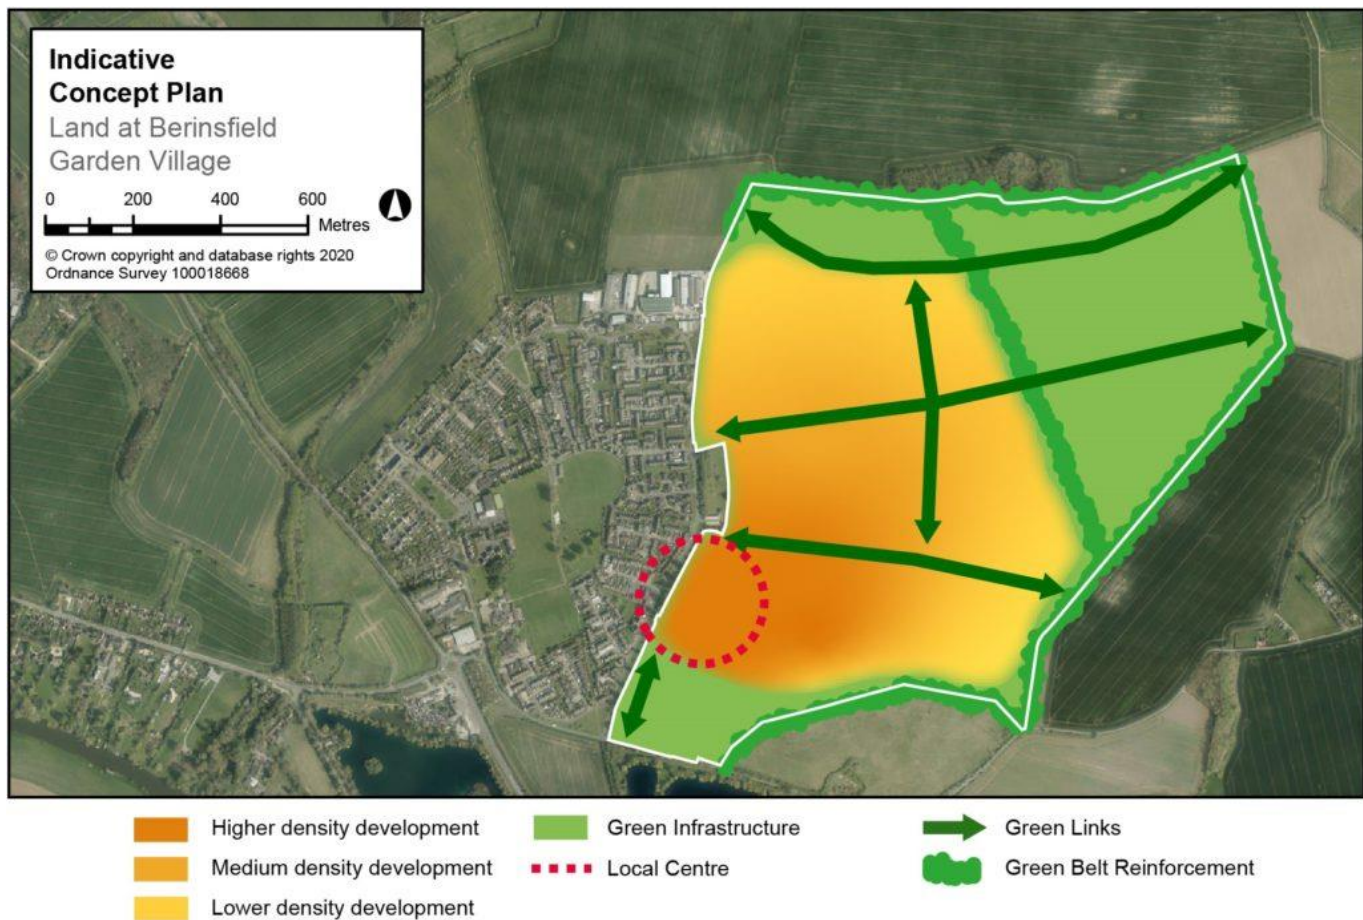 Indicative
Concept Plan
Land at Berinsfield
Garden Village
0 200 400 600
Metres
© Crown copyright and database rights 2020
Ordnance Survey 100018668
Higher density development
Medium density development
Lower density development
Green Infrastructure
Local Centre
Green Links
Green Belt Reinforcement